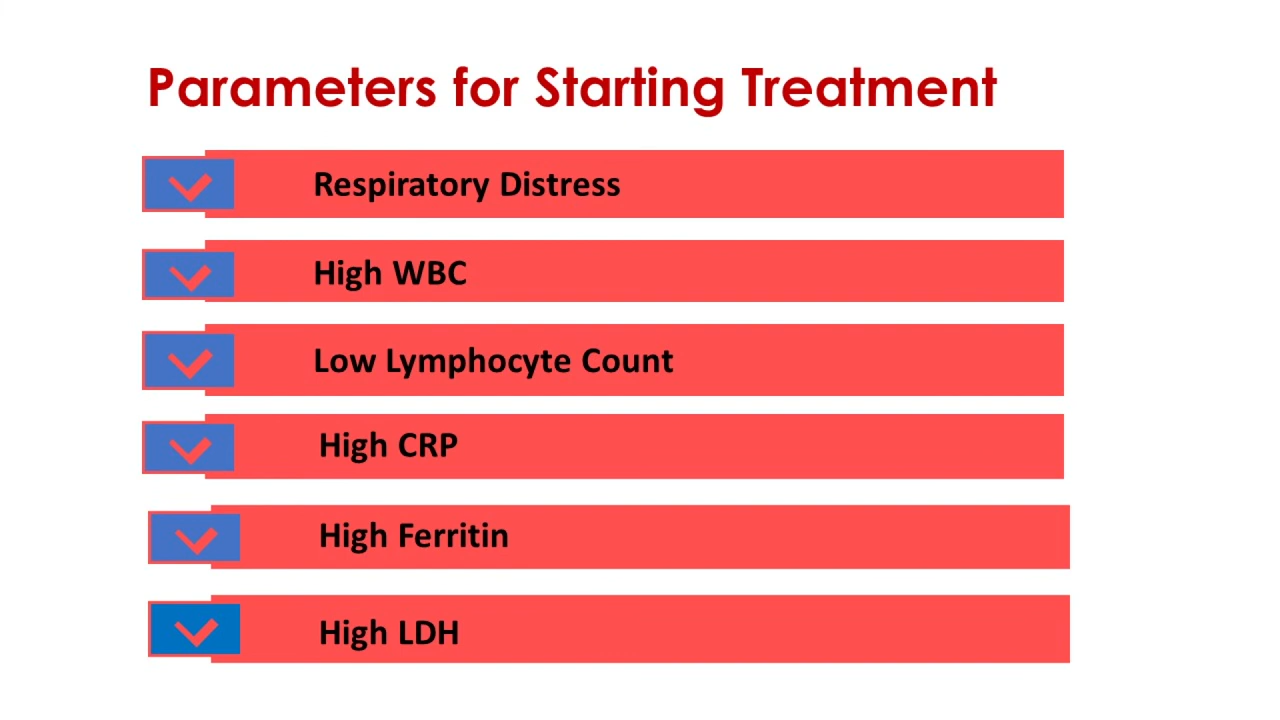 Parameters for Starting Treatment
Respiratory Distress
High WBC
Low Lymphocyte Count
High CRP
High Ferritin
High LDH